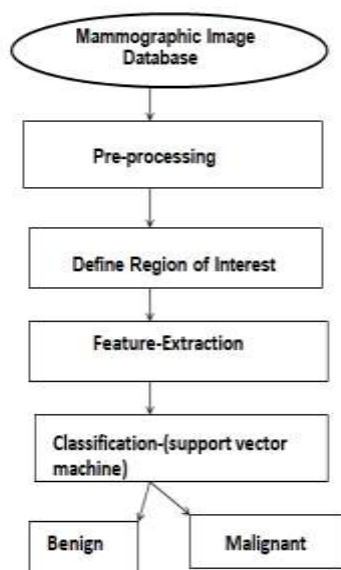 Mammographic Image
Database
Pre-processing
Define Region of Interest
Feature-Extraction
Classification-(support vector
machine)
Benign
Malignant